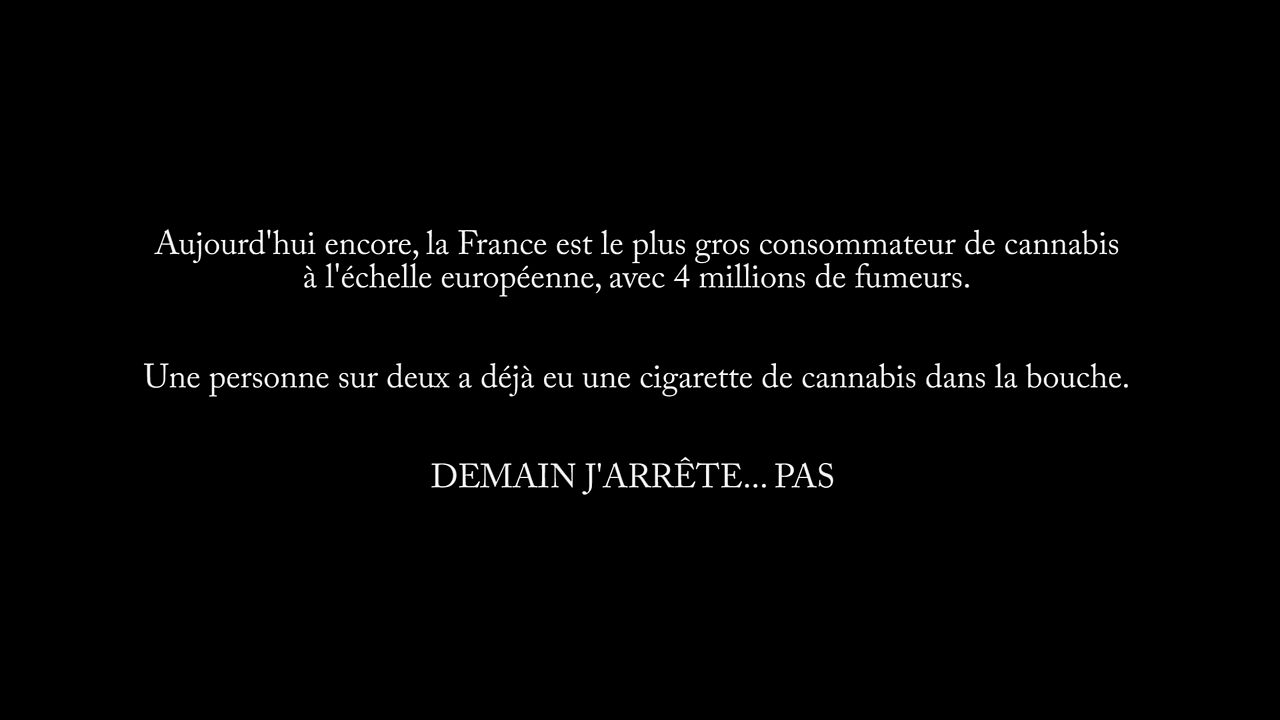 Aujourd'hui encore, la France est le plus gros consommateur de cannabis
à l'échelle européenne, avec 4 millions de fumeurs.
Une personne sur deux a déjà eu une cigarette de cannabis dans la bouche.
DEMAIN J'ARRÊTE... PAS